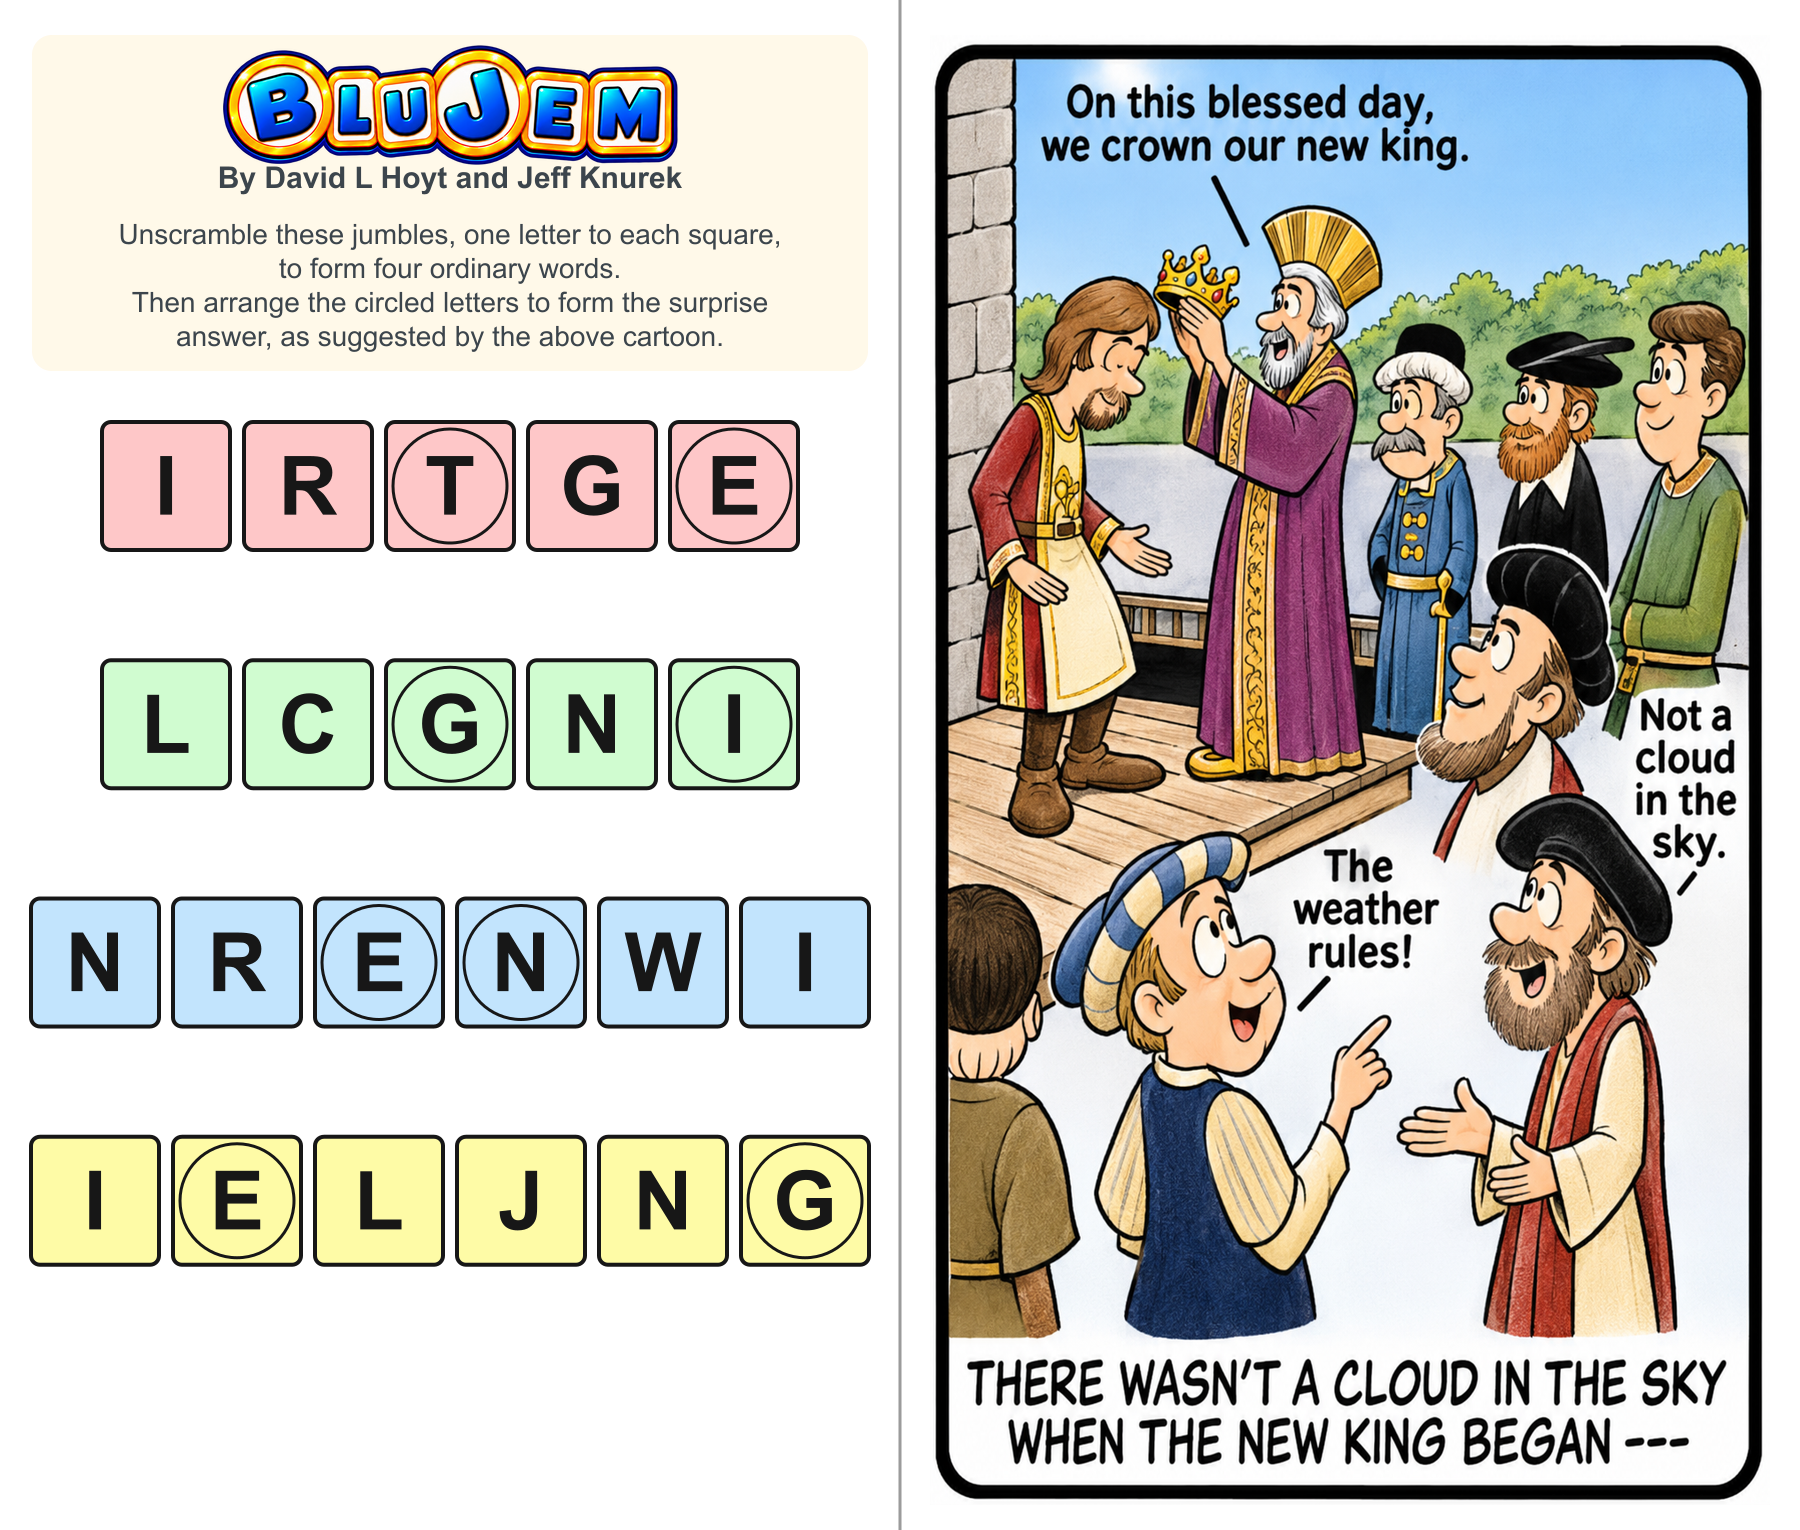 BLUJEM
By David L Hoyt and Jeff Knurek
Unscramble these jumbles, one letter to each square,
to form four ordinary words.
Then arrange the circled letters to form the surprise
answer, as suggested by the above cartoon.
I R T G E
L C G N I
N R E N W I
I E L J N G
On this blessed day,
we crown our new king.
Not a
cloud
in the
sky.
The
weather
rules!
THERE WASN'T A CLOUD IN THE SKY
WHEN THE NEW KING BEGAN ---